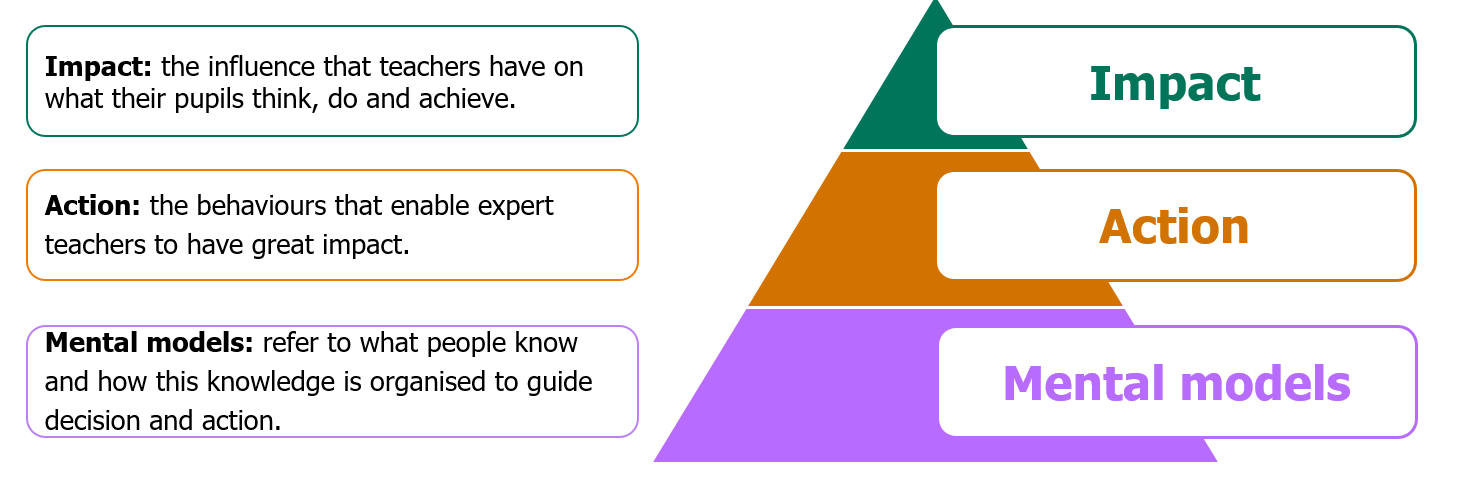 Impact: the influence that teachers have on
what their pupils think, do and achieve.
Impact
Action: the behaviours that enable expert
teachers to have great impact.
Action
Mental models: refer to what people know
and how this knowledge is organised to guide
decision and action.
Mental models